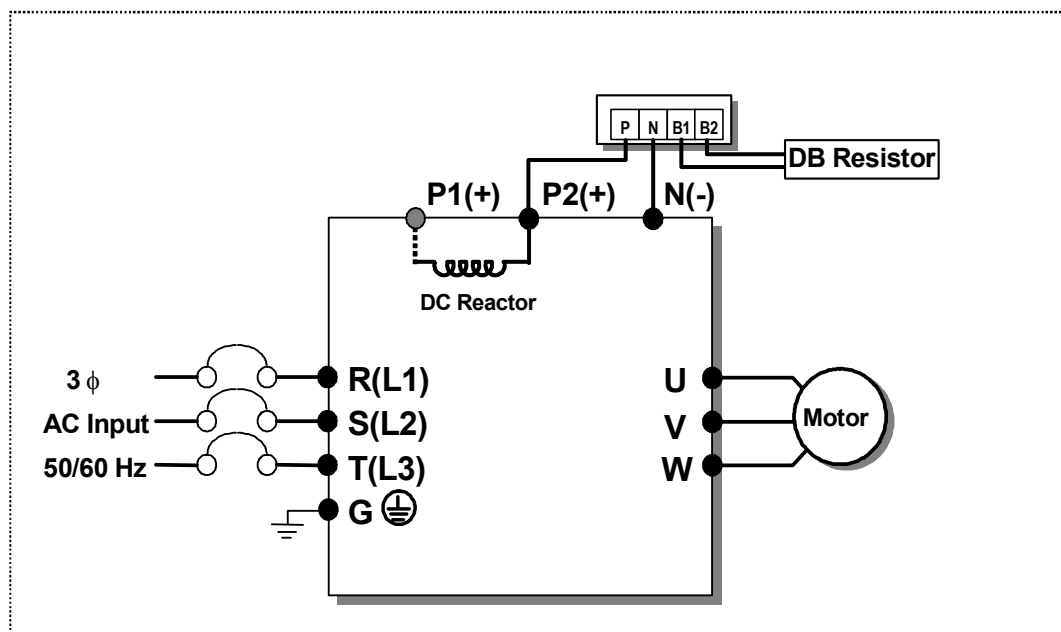 P N B1 B2
DB Resistor
P1(+) P2(+) N(-)
DC Reactor
3 ϕ
R(L1)
U
AC Input
S(L2)
V
Motor
50/60 Hz
T(L3)
W
G